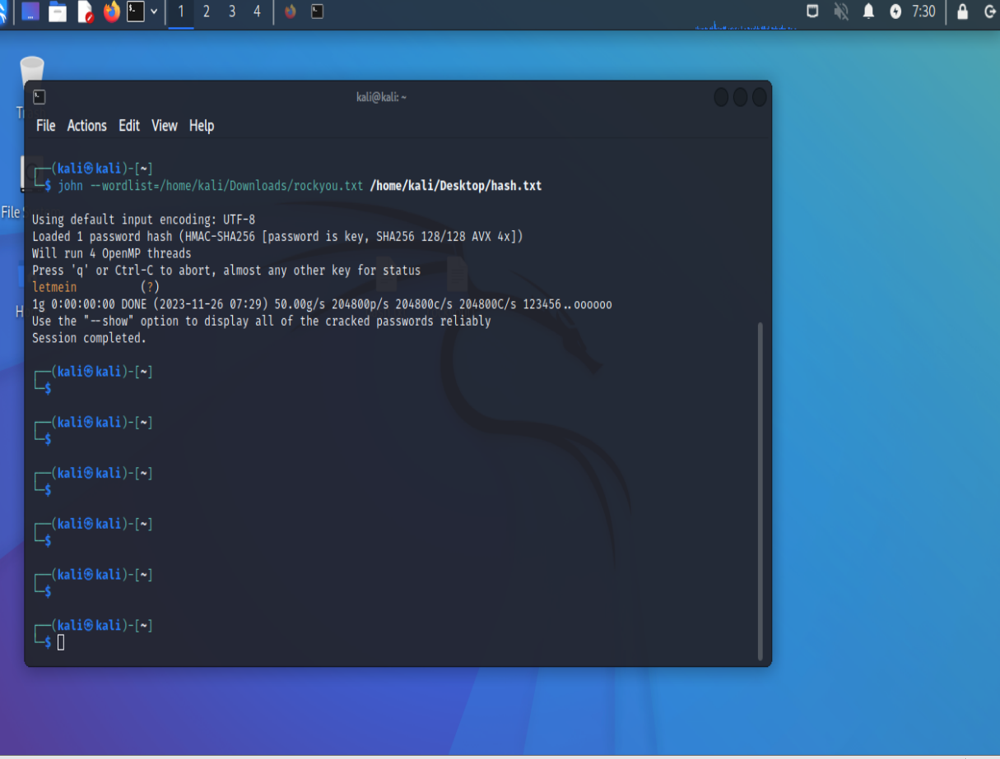 1 2 3 4 7:30
kali@kali: ~
File Actions Edit View Help
┌──(kali㉿kali)-[~]
└─$ john --wordlist=/home/kali/Downloads/rockyou.txt /home/kali/Desktop/hash.txt
File
Using default input encoding: UTF-8
Loaded 1 password hash (HMAC-SHA256 [password is key, SHA256 128/128 AVX 4x])
Will run 4 OpenMP threads
Press 'q' or Ctrl-C to abort, almost any other key for status
letmein (?)
1g 0:00:00:00 DONE (2023-11-26 07:29) 50.00g/s 204800p/s 204800c/s 204800C/s 123456..oooooo
Use the "--show" option to display all of the cracked passwords reliably
Session completed.
┌──(kali㉿kali)-[~]
└─$
┌──(kali㉿kali)-[~]
└─$
┌──(kali㉿kali)-[~]
└─$
┌──(kali㉿kali)-[~]
└─$
┌──(kali㉿kali)-[~]
└─$
┌──(kali㉿kali)-[~]
└─$